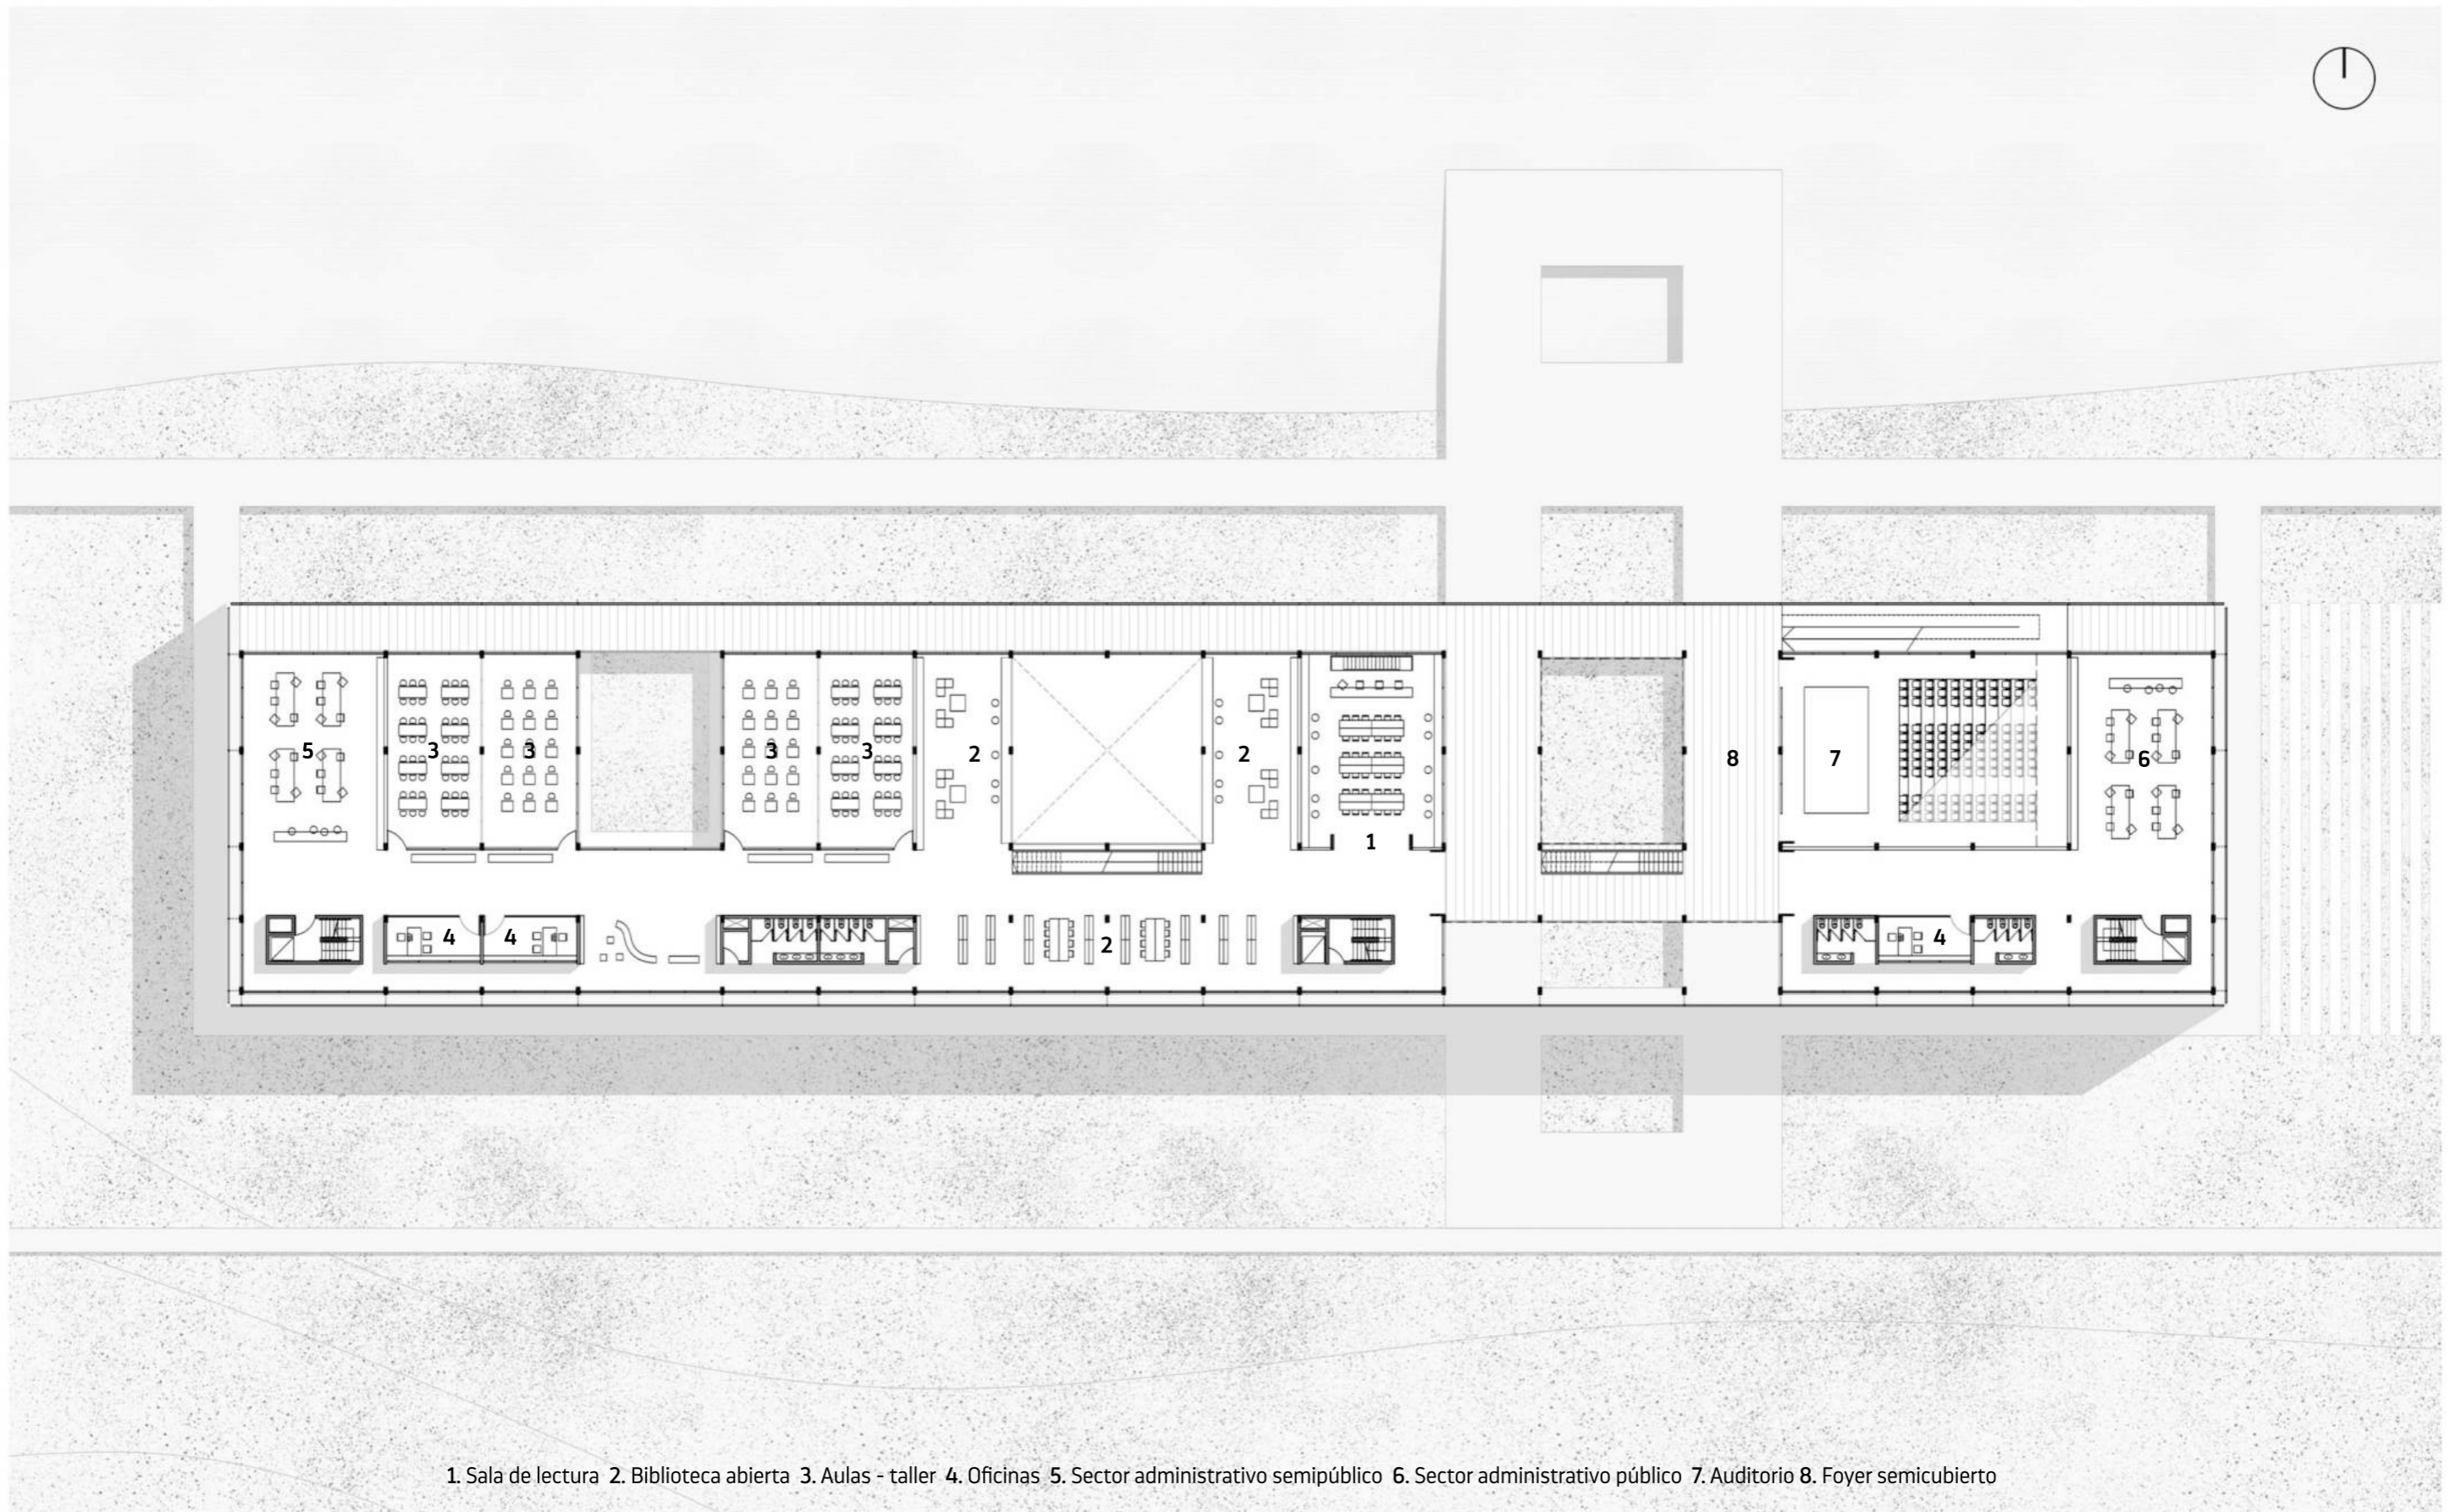 5 3 3 3 3 2 2 8 7 6
1
4 4 2 4
1. Sala de lectura 2. Biblioteca abierta 3. Aulas - taller 4. Oficinas 5. Sector administrativo semipúblico 6. Sector administrativo público 7. Auditorio 8. Foyer semicubierto